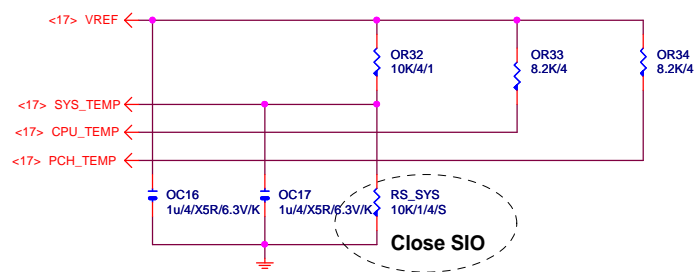 <17> VREF
OR32
10K/4/1
OR33
8.2K/4
OR34
8.2K/4
<17> SYS_TEMP
<17> CPU_TEMP
<17> PCH_TEMP
OC16
1u/4/X5R/6.3V/K
OC17
1u/4/X5R/6.3V/K
RS_SYS
10K/1/4/S
Close SIO